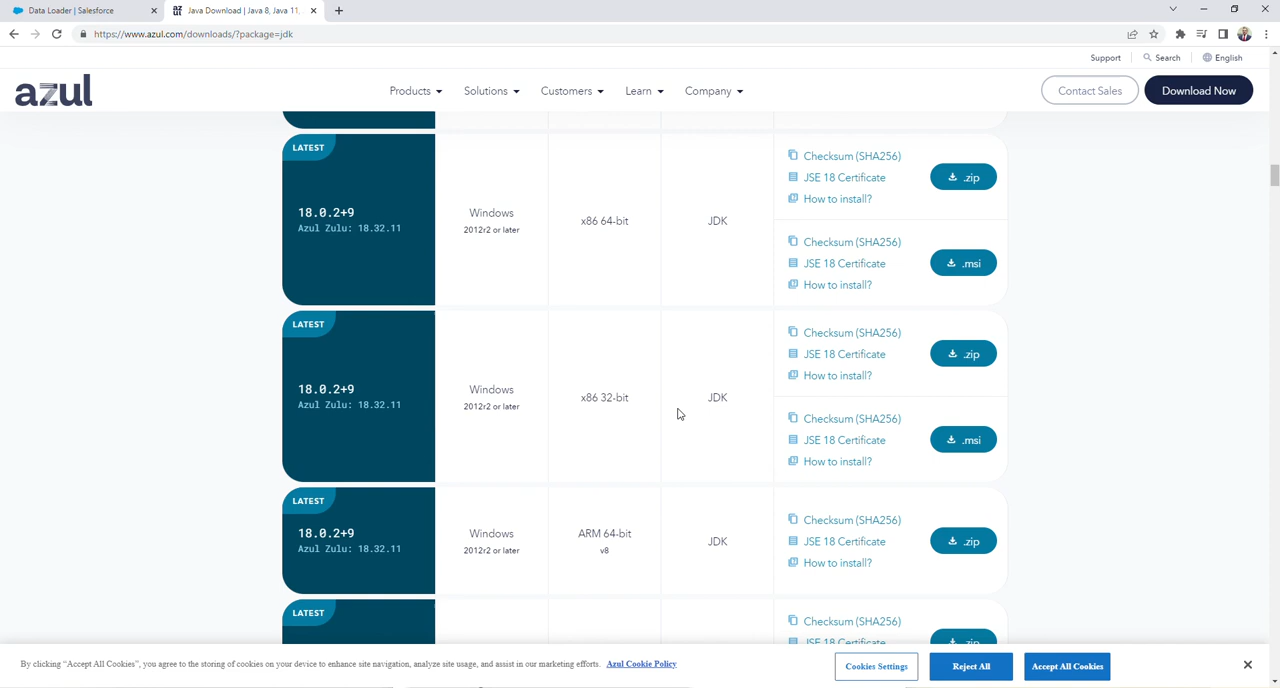 Data Loader | Salesforce
Java Download | Java 8, Java 11,
https://www.azul.com/downloads/?package=jdk
Support
Search
English
azul
Products
Solutions
Customers
Learn
Company
Contact Sales
Download Now
LATEST
18.0.2+9
Azul Zulu: 18.32.11
Windows
2012r2 or later
x86 64-bit
JDK
Checksum (SHA256)
JSE 18 Certificate
How to install?
.zip
Checksum (SHA256)
JSE 18 Certificate
How to install?
.msi
LATEST
18.0.2+9
Azul Zulu: 18.32.11
Windows
2012r2 or later
x86 32-bit
JDK
Checksum (SHA256)
JSE 18 Certificate
How to install?
.zip
Checksum (SHA256)
JSE 18 Certificate
How to install?
.msi
LATEST
18.0.2+9
Azul Zulu: 18.32.11
Windows
2012r2 or later
ARM 64-bit
v8
JDK
Checksum (SHA256)
JSE 18 Certificate
How to install?
.zip
LATEST
Checksum (SHA256)
JSE 18 Certificate
.zip
By clicking “Accept All Cookies”, you agree to the storing of cookies on your device to enhance site navigation, analyze site usage, and assist in our marketing efforts. Azul Cookie Policy
Cookies Settings
Reject All
Accept All Cookies